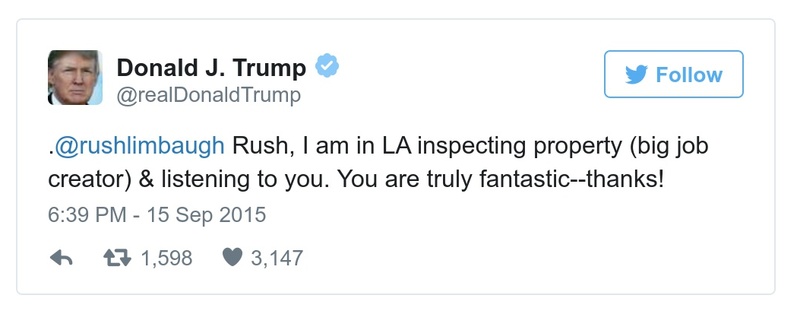 Donald J. Trump
@realDonaldTrump
Follow
.@rushlimbaugh Rush, I am in LA inspecting property (big job
creator) & listening to you. You are truly fantastic--thanks!
6:39 PM - 15 Sep 2015
1,598 3,147